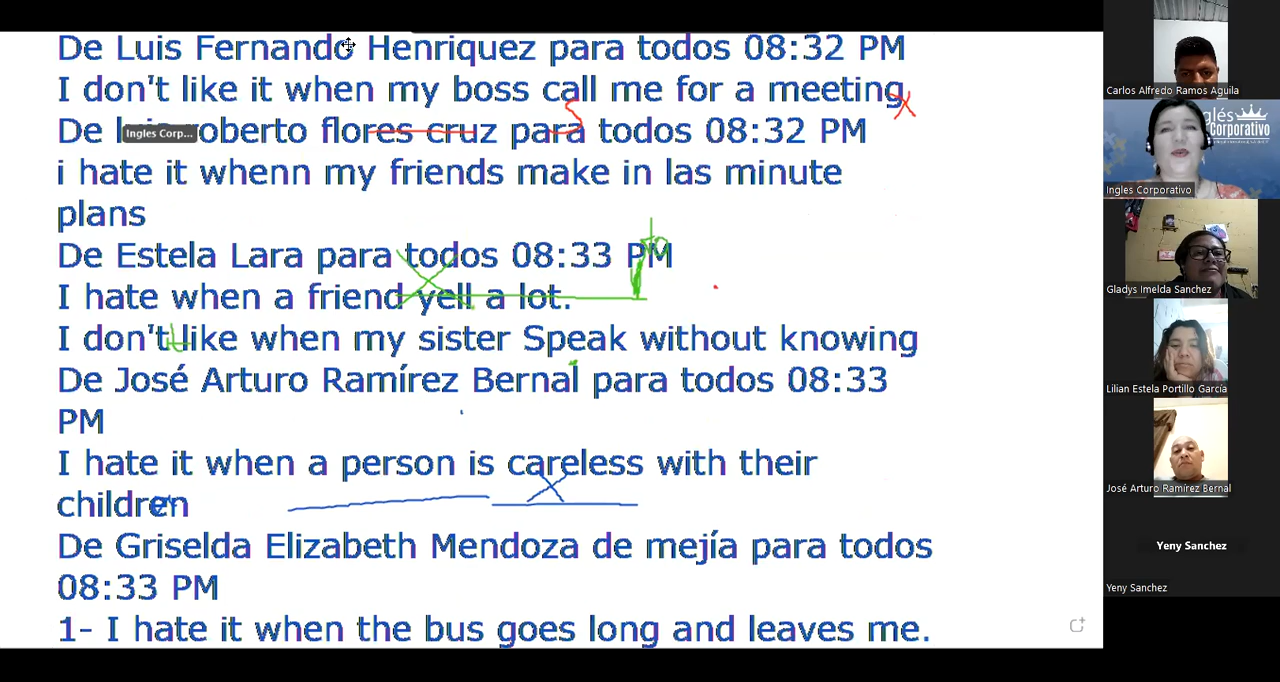 De Luis Fernando Henriquez para todos 08:32 PM
I don't like it when my boss call me for a meeting
s
De roberto flores cruz para todos 08:32 PM
Ingles Corp...
i hate it whenn my friends make in las minute
plans
De Estela Lara para todos 08:33 PM
I hate when a friend yell a lot.
I don't like when my sister Speak without knowing
De José Arturo Ramírez Bernal para todos 08:33
PM
I hate it when a person is careless with their
children
De Griselda Elizabeth Mendoza de mejía para todos
08:33 PM
1- I hate it when the bus goes long and leaves me.
Carlos Alfredo Ramos Aguila
Corporativo
Ingles Corporativo
Gladys Imelda Sanchez
Lilian Estela Portillo García
José Arturo Ramírez Bernal
Yeny Sanchez
Yeny Sanchez